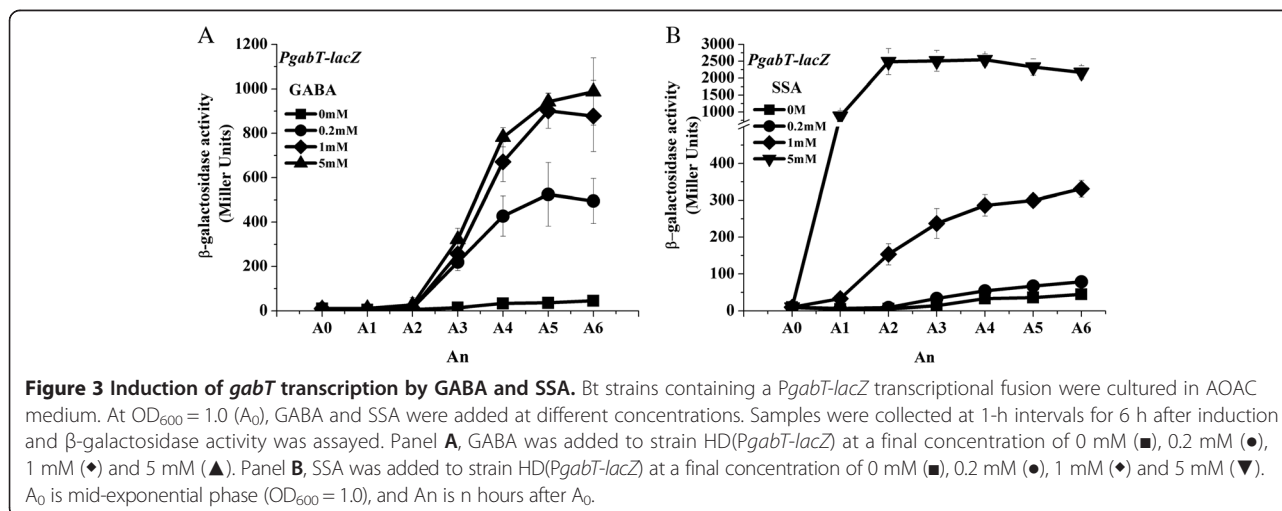 A
1200
1000
800
600
400
200
0
β-galactosidase activity
(Miller Units)
PgabT-lacZ
GABA
0mM
0.2mM
1mM
5mM
A0 A1 A2 A3 A4 A5 A6
An
B
3000
2500
2000
1500
1000
300
200
100
0
β-galactosidase activity
(Miller Units)
PgabT-lacZ
SSA
0M
0.2mM
1mM
5mM
A0 A1 A2 A3 A4 A5 A6
An
Figure 3 Induction of gabT transcription by GABA and SSA. Bt strains containing a PgabT-lacZ transcriptional fusion were cultured in AOAC
medium. At OD₆₀₀ = 1.0 (A₀), GABA and SSA were added at different concentrations. Samples were collected at 1-h intervals for 6 h after induction
and β-galactosidase activity was assayed. Panel A, GABA was added to strain HD(PgabT-lacZ) at a final concentration of 0 mM (■), 0.2 mM (●),
1 mM (◆) and 5 mM (▲). Panel B, SSA was added to strain HD(PgabT-lacZ) at a final concentration of 0 mM (■), 0.2 mM (●), 1 mM (◆) and 5 mM (▼).
A₀ is mid-exponential phase (OD₆₀₀ = 1.0), and An is n hours after A₀.